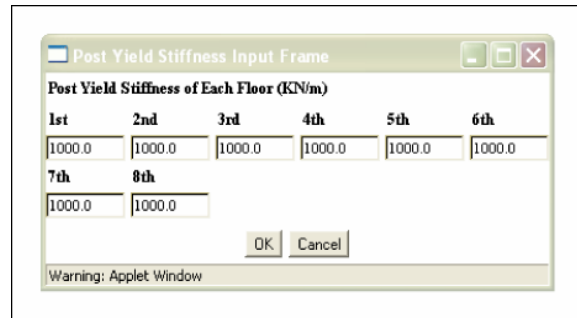 Post Yield Stiffness Input Frame
Post Yield Stiffness of Each Floor (KN/m)
1st 2nd 3rd 4th 5th 6th
1000.0 1000.0 1000.0 1000.0 1000.0 1000.0
7th 8th
1000.0 1000.0
OK Cancel
Warning: Applet Window